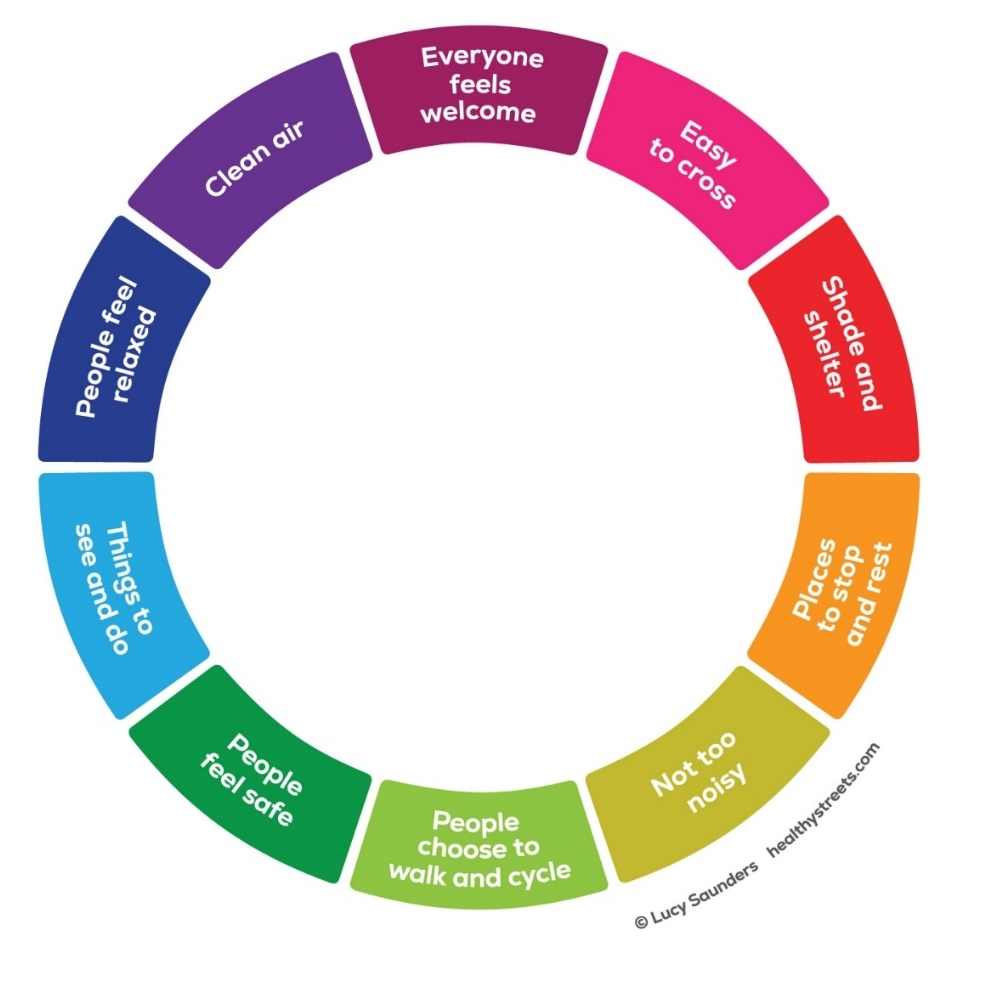 Everyone
feels
welcome
Easy
to cross
Shade and
shelter
Places
to stop
and rest
Not too
noisy
People
choose to
walk and cycle
People
feel safe
Things to
see and do
People feel
relaxed
Clean air
© Lucy Saunders healthystreets.com